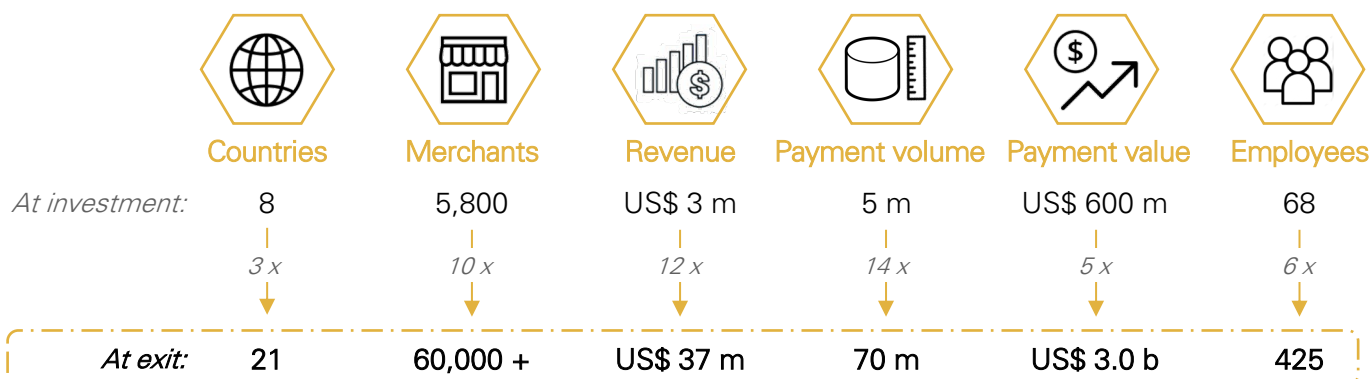 $
$
Countries Merchants Revenue Payment volume Payment value Employees
At investment: 8 5,800 US$ 3 m 5 m US$ 600 m 68
3 x 10 x 12 x 14 x 5 x 6 x
At exit: 21 60,000 + US$ 37 m 70 m US$ 3.0 b 425